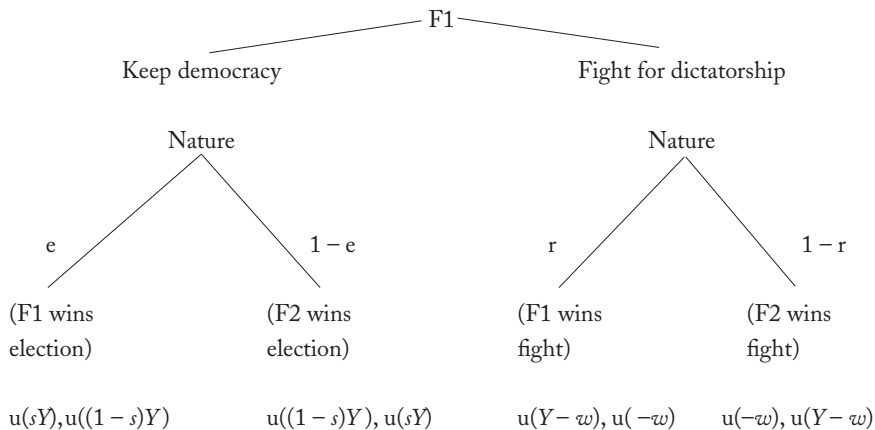 F1
Keep democracy Fight for dictatorship
Nature Nature
e 1 − e r 1 − r
(F1 wins (F2 wins (F1 wins (F2 wins
election) election) fight) fight)
u(sY),u((1 − s)Y) u((1 − s)Y), u(sY) u(Y − w), u( −w) u(−w), u(Y − w)